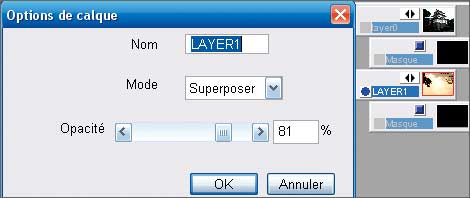 Options de calque
Nom LAYER1
Mode Superposer
Opacité 81 %
OK Annuler
layer0
Masque
LAYER1
Masque